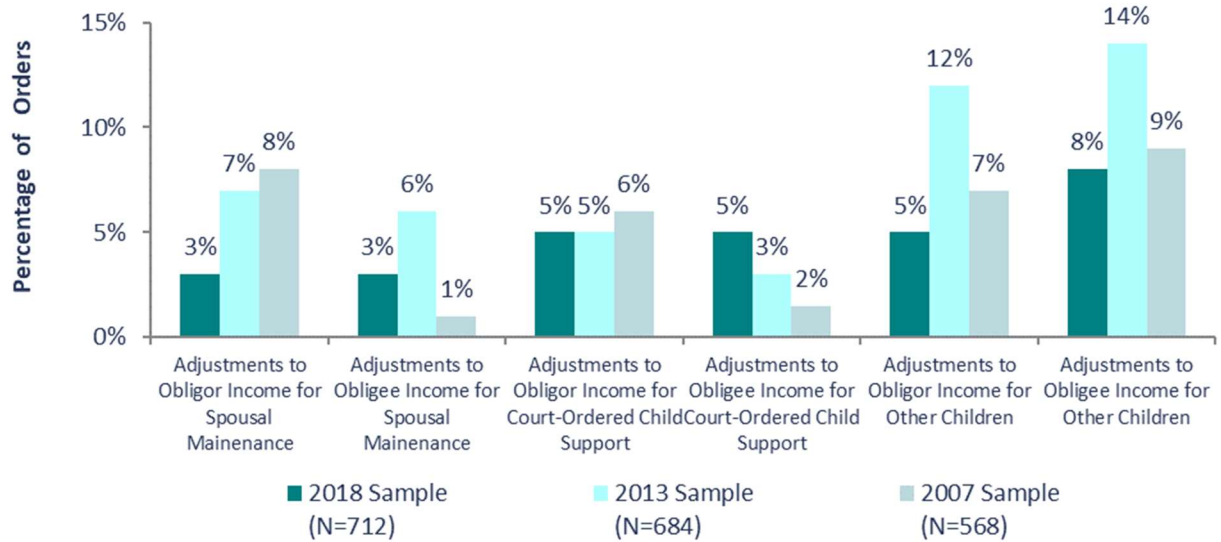 Percentage of Orders
15%
10%
5%
0%
3%
7%
8%
3%
6%
1%
5%
5%
6%
5%
3%
2%
5%
12%
7%
8%
14%
9%
Adjustments to
Obligor Income for
Spousal
Mainenance
Adjustments to
Obligee Income for
Spousal
Mainenance
Adjustments to
Obligor Income for
Court-Ordered Child
Support
Adjustments to
Obligee Income for
Court-Ordered Child
Support
Adjustments to
Obligor Income for
Other Children
Adjustments to
Obligee Income for
Other Children
2018 Sample
(N=712)
2013 Sample
(N=684)
2007 Sample
(N=568)